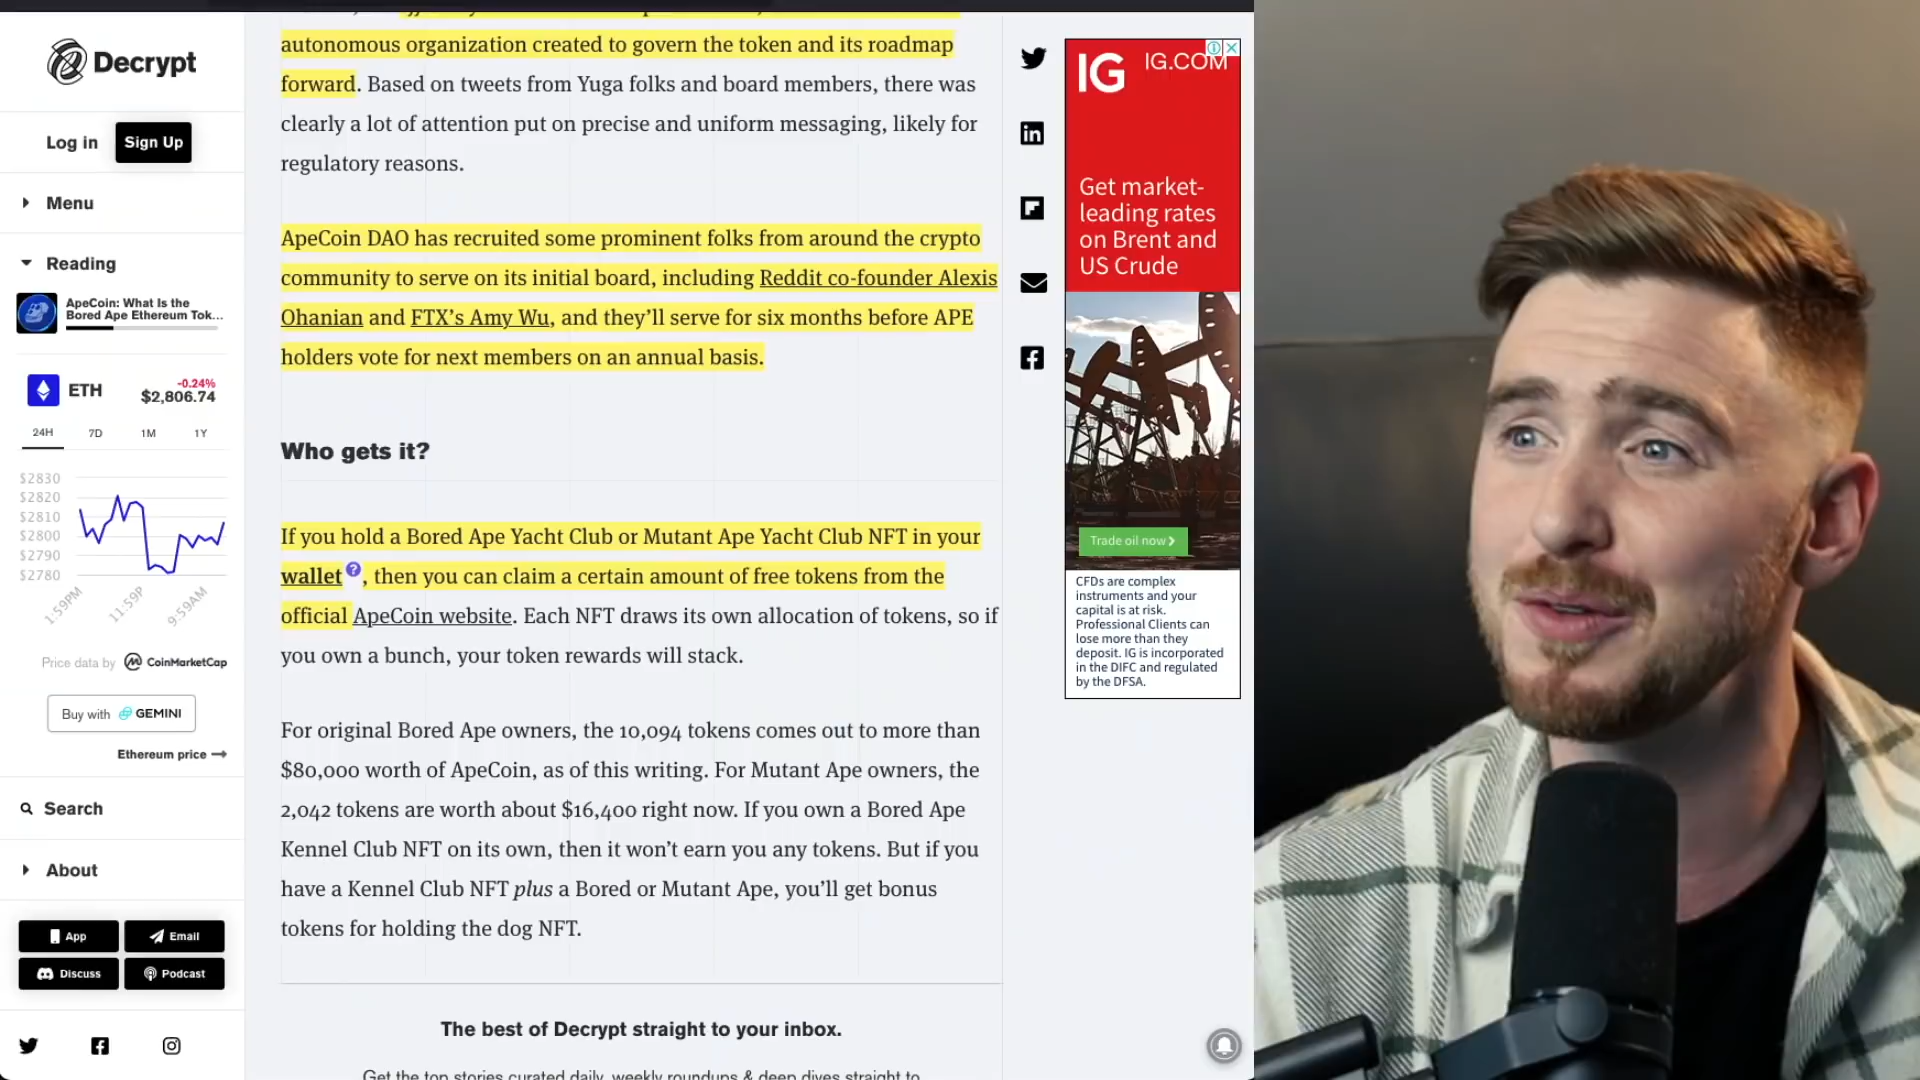 Decrypt
Log in
Sign Up
Menu
Reading
ApeCoin: What Is the
Bored Ape Ethereum Tok...
ETH
-0.24%
$2,806.74
24H
7D
1M
1Y
$2830
$2820
$2810
$2800
$2790
$2780
1:59PM
11:59P
9:59AM
Price data by CoinMarketCap
Buy with GEMINI
Ethereum price
Search
About
App
Email
Discuss
Podcast
autonomous organization created to govern the token and its roadmap
forward. Based on tweets from Yuga folks and board members, there was
clearly a lot of attention put on precise and uniform messaging, likely for
regulatory reasons.
ApeCoin DAO has recruited some prominent folks from around the crypto
community to serve on its initial board, including Reddit co-founder Alexis
Ohanian and FTX’s Amy Wu, and they’ll serve for six months before APE
holders vote for next members on an annual basis.
Who gets it?
If you hold a Bored Ape Yacht Club or Mutant Ape Yacht Club NFT in your
wallet ?, then you can claim a certain amount of free tokens from the
official ApeCoin website. Each NFT draws its own allocation of tokens, so if
you own a bunch, your token rewards will stack.
For original Bored Ape owners, the 10,094 tokens comes out to more than
$80,000 worth of ApeCoin, as of this writing. For Mutant Ape owners, the
2,042 tokens are worth about $16,400 right now. If you own a Bored Ape
Kennel Club NFT on its own, then it won’t earn you any tokens. But if you
have a Kennel Club NFT plus a Bored or Mutant Ape, you’ll get bonus
tokens for holding the dog NFT.
The best of Decrypt straight to your inbox.
Get the top stories curated daily, weekly roundups & deep dives straight to
IG
IG.COM
Get market-
leading rates
on Brent and
US Crude
Trade oil now
CFDs are complex
instruments and your
capital is at risk.
Professional Clients can
lose more than they
deposit. IG is incorporated
in the DIFC and regulated
by the DFSA.